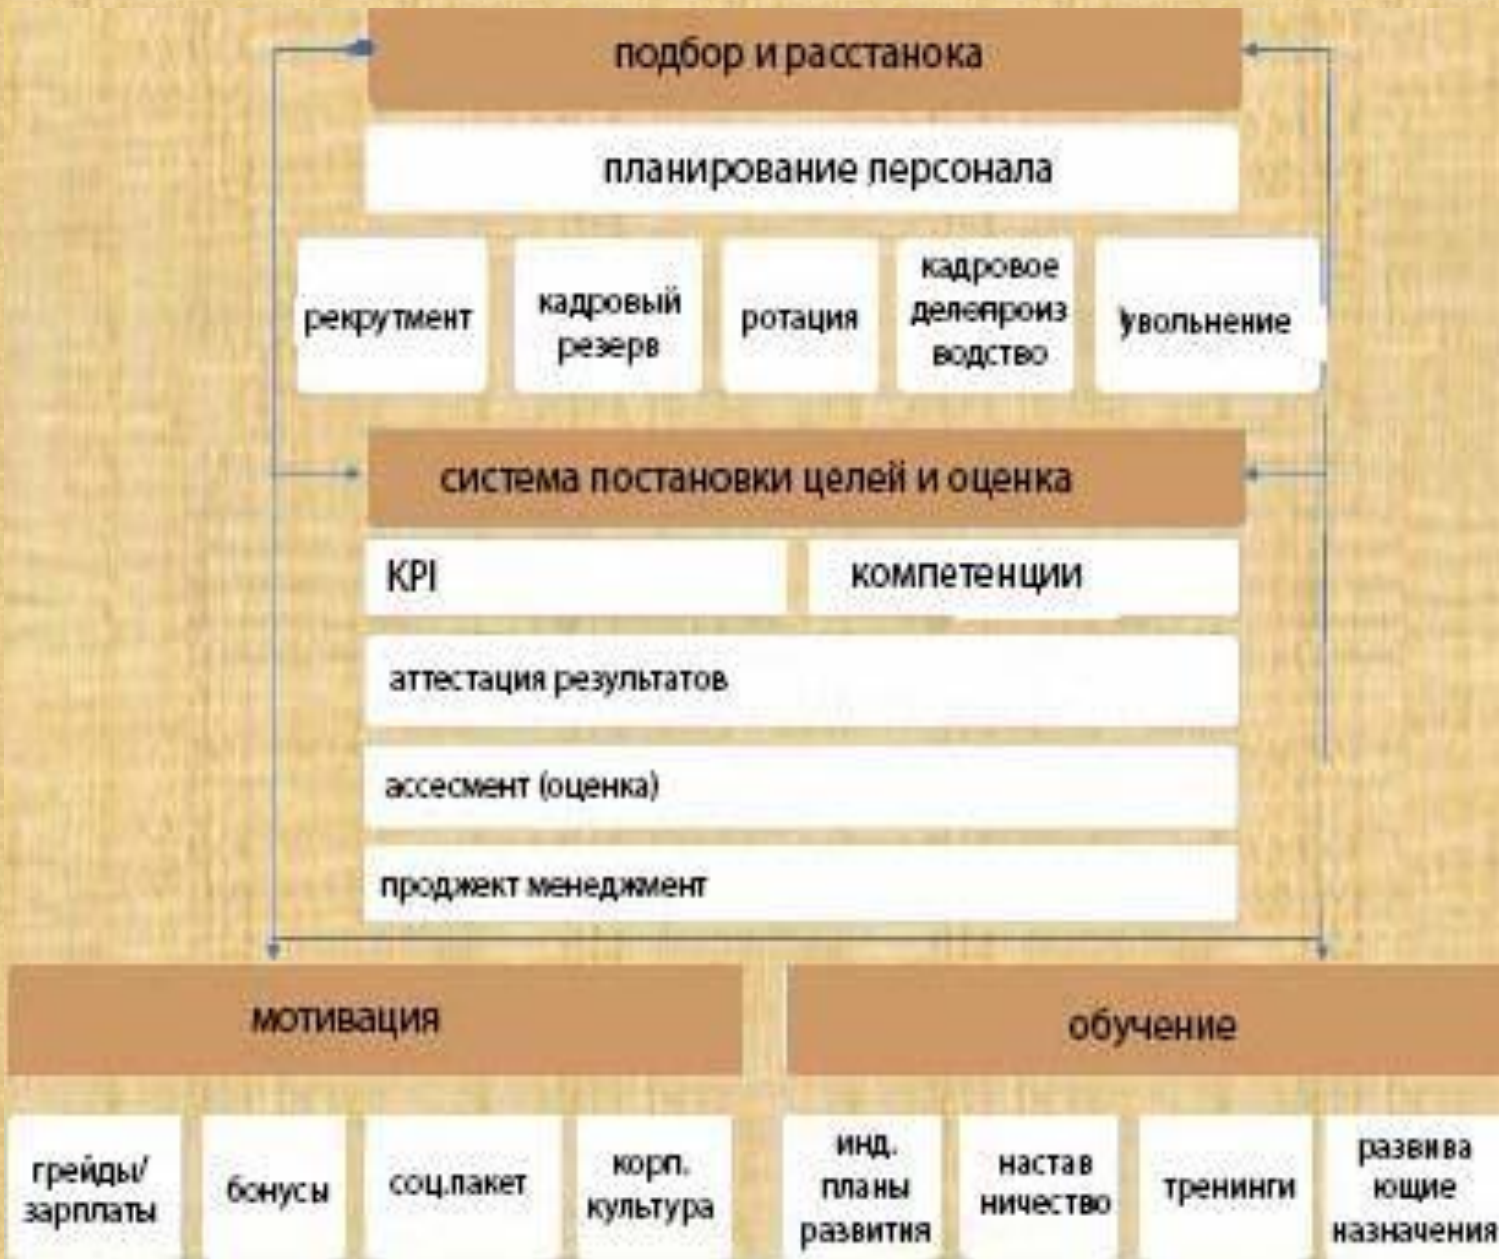 подбор и расстанока
планирование персонала
рекрутмент
кадровый
резерв
ротация
кадровое
делопроиз
водство
увольнение
система постановки целей и оценка
KPI
компетенции
аттестация результатов
ассесмент (оценка)
проджект менеджмент
мотивация
обучение
грейды/
зарплаты
бонусы
соц.пакет
корп.
культура
инд.
планы
развития
настав
ничество
тренинги
развива
ющие
назначения